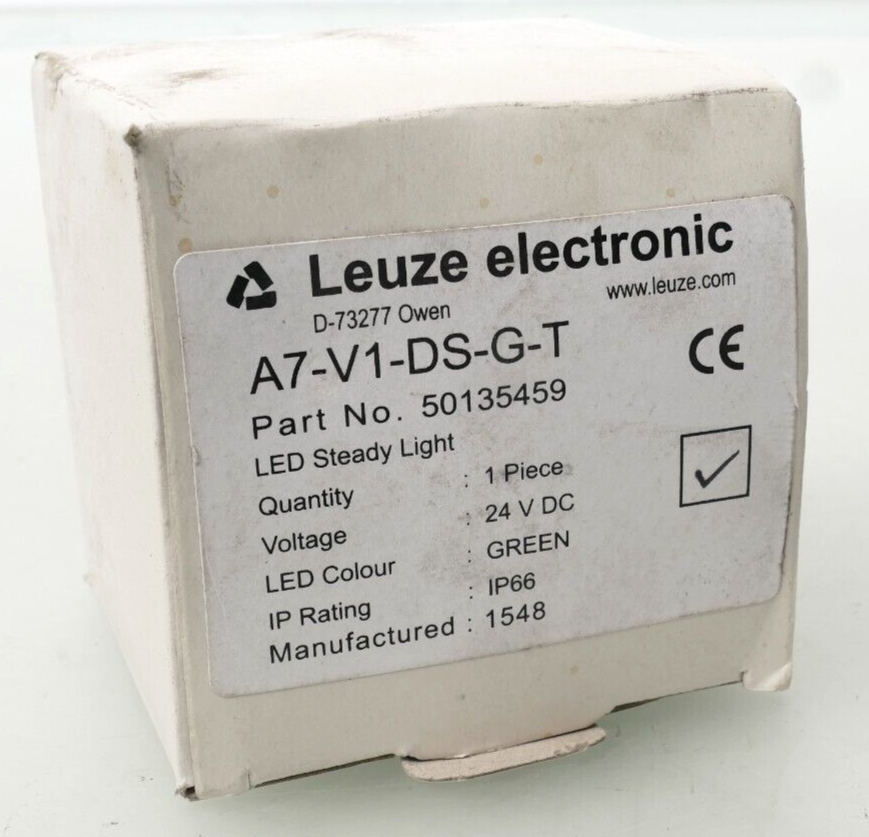 Leuze electronic
D-73277 Owen www.leuze.com
A7-V1-DS-G-T CE
Part No. 50135459
LED Steady Light
Quantity : 1 Piece
Voltage : 24 V DC
LED Colour : GREEN
IP Rating : IP66
Manufactured : 1548